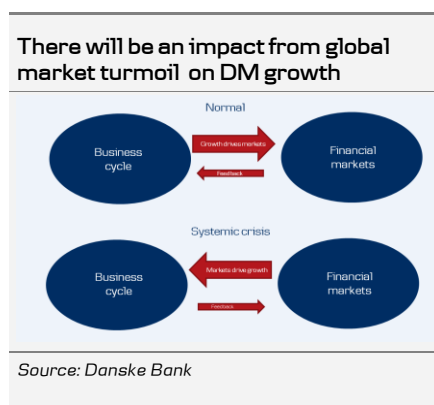 There will be an impact from global
market turmoil on DM growth
Normal
Business
cycle
Growth drives markets
Feedback
Financial
markets
Systemic crisis
Business
cycle
Markets drive growth
Feedback
Financial
markets
Source: Danske Bank